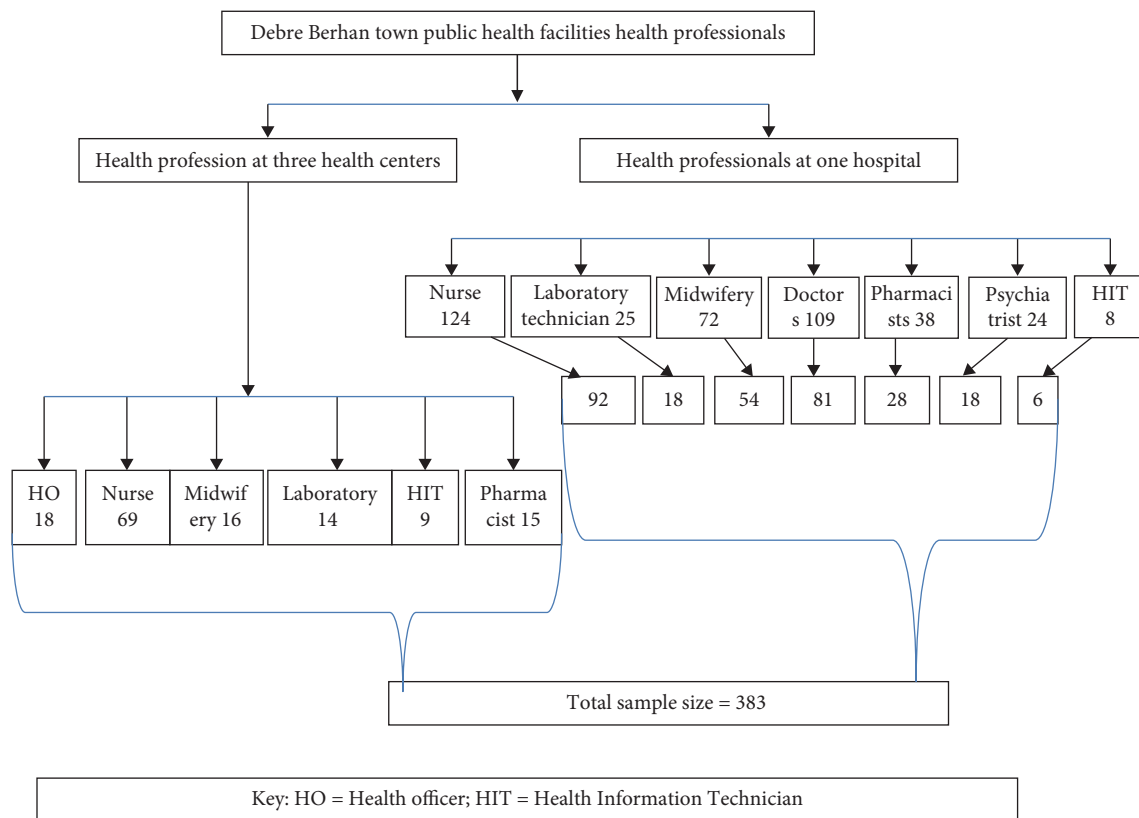 Debre Berhan town public health facilities health professionals
Health profession at three health centers
Health professionals at one hospital
Nurse
124
Laboratory
technician 25
Midwifery
72
Doctor
s 109
Pharmaci
sts 38
Psychia
trist 24
HIT
8
92
18
54
81
28
18
6
HO
18
Nurse
69
Midwif
ery 16
Laboratory
14
HIT
9
Pharma
cist 15
Total sample size = 383
Key: HO = Health officer; HIT = Health Information Technician